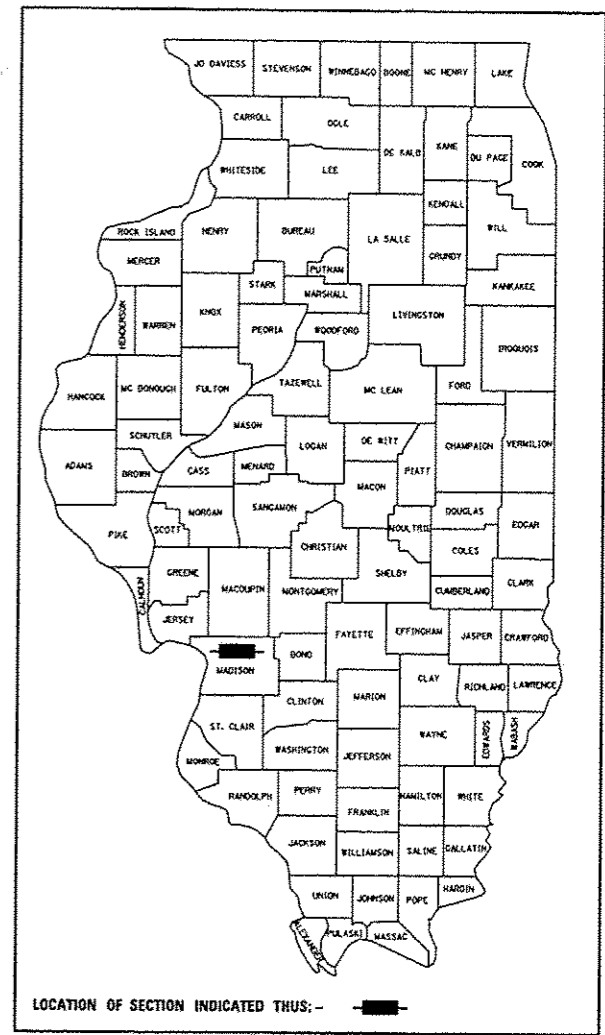 JO DAVIESS STEVENSON WINNEBAGO BOONE MC HENRY LAKE
CARROLL OGLE
DE KALB KANE DU PAGE COOK
WHITESIDE LEE
KENDALL
ROCK ISLAND HENRY BUREAU LA SALLE WILL
MERCER GRUNDY
PUTNAM
STARK MARSHALL KANKAKEE
HENDERSON WARREN KNOX
PEORIA WOODFORD LIVINGSTON
IROQUOIS
HANCOCK MC DONOUGH FULTON TAZEWELL MC LEAN FORD
MASON
SCHUYLER LOGAN DE WITT CHAMPAIGN VERMILION
ADAMS BROWN CASS MENARD PIATT
MACON
MORGAN SANGAMON DOUGLAS
PIKE SCOTT MOULTRIE EDGAR
CHRISTIAN COLES
SHELBY
GREENE CUMBERLAND CLARK
CALHOUN MACOUPIN MONTGOMERY
JERSEY FAYETTE EFFINGHAM JASPER CRAWFORD
BOND
MADISON CLAY
RICHLAND LAWRENCE
CLINTON MARION
ST. CLAIR WAYNE EDWARDS WABASH
WASHINGTON JEFFERSON
MONROE
RANDOLPH PERRY HAMILTON WHITE
FRANKLIN
JACKSON WILLIAMSON SALINE GALLATIN
UNION JOHNSON POPE HARDIN
ALEXANDER PULASKI MASSAC
LOCATION OF SECTION INDICATED THUS: -